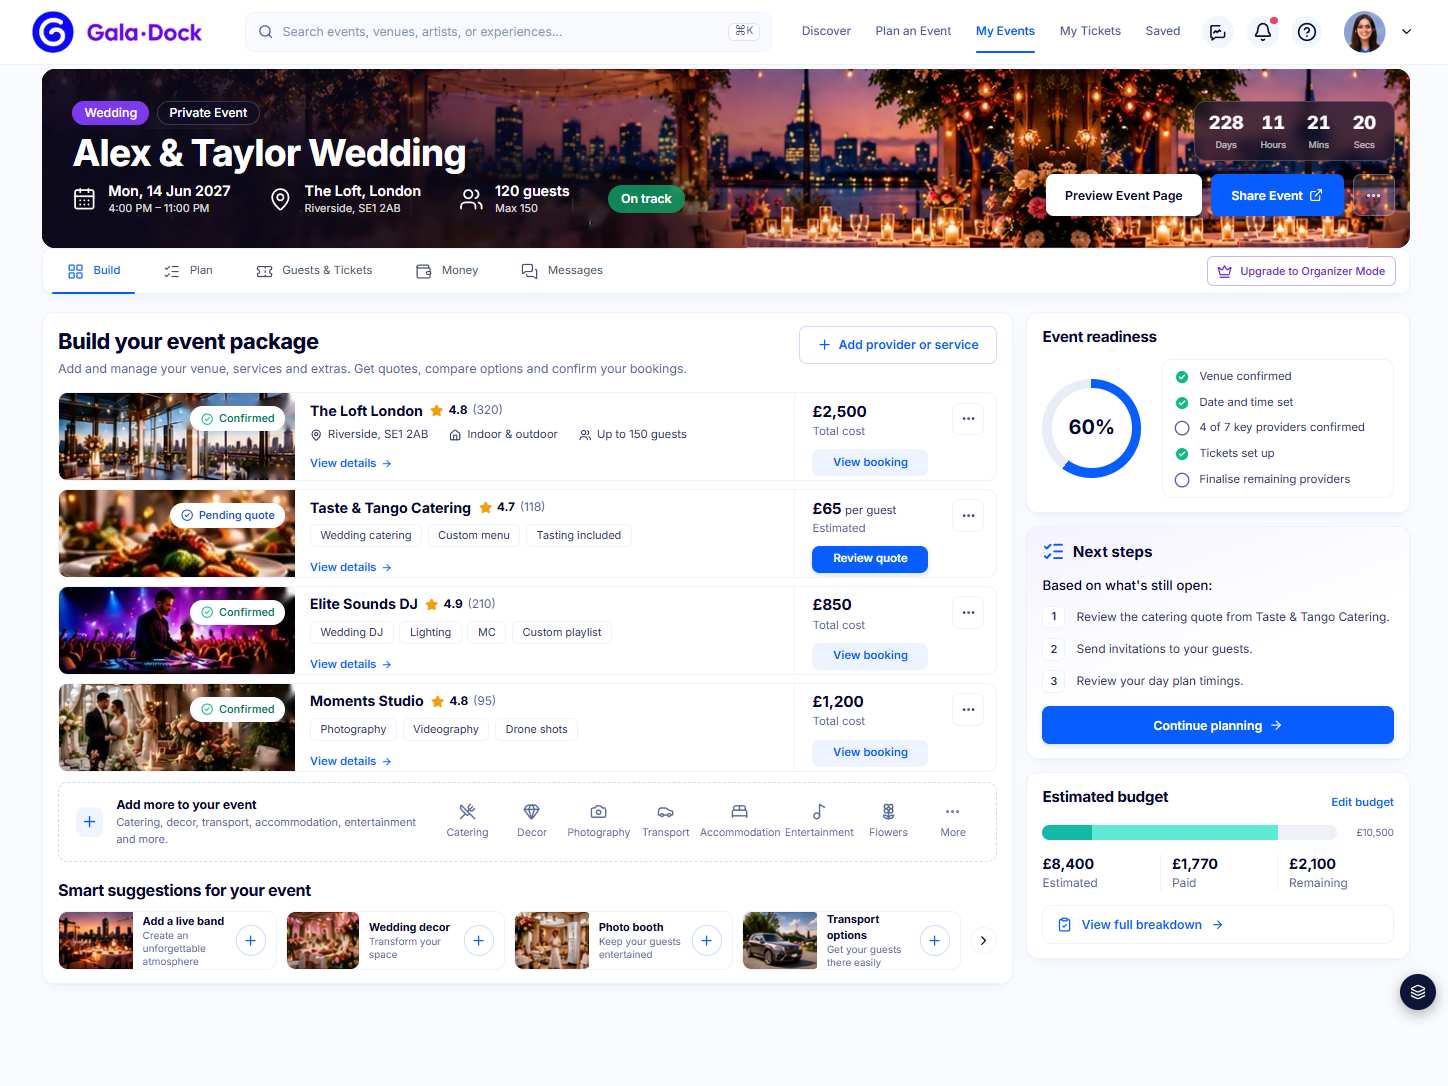 Gala·Dock
Search events, venues, artists, or experiences...
⌘K
Discover
Plan an Event
My Events
My Tickets
Saved
Wedding
Private Event
Alex & Taylor Wedding
Mon, 14 Jun 2027
4:00 PM – 11:00 PM
The Loft, London
Riverside, SE1 2AB
120 guests
Max 150
On track
228 11 21 20
Days Hours Mins Secs
Preview Event Page
Share Event
Build
Plan
Guests & Tickets
Money
Messages
Upgrade to Organizer Mode
Build your event package
Add and manage your venue, services and extras. Get quotes, compare options and confirm your bookings.
Add provider or service
Confirmed
The Loft London 4.8 (320)
Riverside, SE1 2AB Indoor & outdoor Up to 150 guests
View details →
£2,500
Total cost
View booking
Pending quote
Taste & Tango Catering 4.7 (118)
Wedding catering Custom menu Tasting included
View details →
£65 per guest
Estimated
Review quote
Confirmed
Elite Sounds DJ 4.9 (210)
Wedding DJ Lighting MC Custom playlist
View details →
£850
Total cost
View booking
Confirmed
Moments Studio 4.8 (95)
Photography Videography Drone shots
View details →
£1,200
Total cost
View booking
Add more to your event
Catering, decor, transport, accommodation, entertainment
and more.
Catering
Decor
Photography
Transport
Accommodation
Entertainment
Flowers
More
Smart suggestions for your event
Add a live band
Create an
unforgettable
atmosphere
Wedding decor
Transform your
space
Photo booth
Keep your guests
entertained
Transport
options
Get your guests
there easily
Event readiness
60%
Venue confirmed
Date and time set
4 of 7 key providers confirmed
Tickets set up
Finalise remaining providers
Next steps
Based on what's still open:
1 Review the catering quote from Taste & Tango Catering.
2 Send invitations to your guests.
3 Review your day plan timings.
Continue planning →
Estimated budget
Edit budget
£10,500
£8,400
Estimated
£1,770
Paid
£2,100
Remaining
View full breakdown →